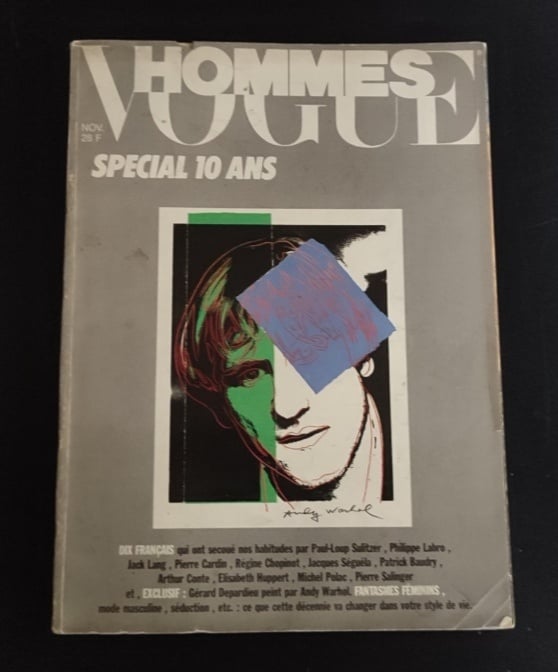 VOGUE
HOMMES
NOV.
28 F
SPECIAL 10 ANS
Andy Warhol
DIX FRANÇAIS qui ont secoué nos habitudes par Paul-Loup Sulitzer , Philippe Labro ,
Jack Lang , Pierre Cardin , Régine Chopinot , Jacques Séguéla , Patrick Baudry ,
Arthur Conte , Elisabeth Huppert , Michel Polac , Pierre Salinger
et , EXCLUSIF : Gérard Depardieu peint par Andy Warhol. FANTASMES FÉMININS ,
mode masculine , séduction , etc. : ce que cette décennie va changer dans votre style de vie.